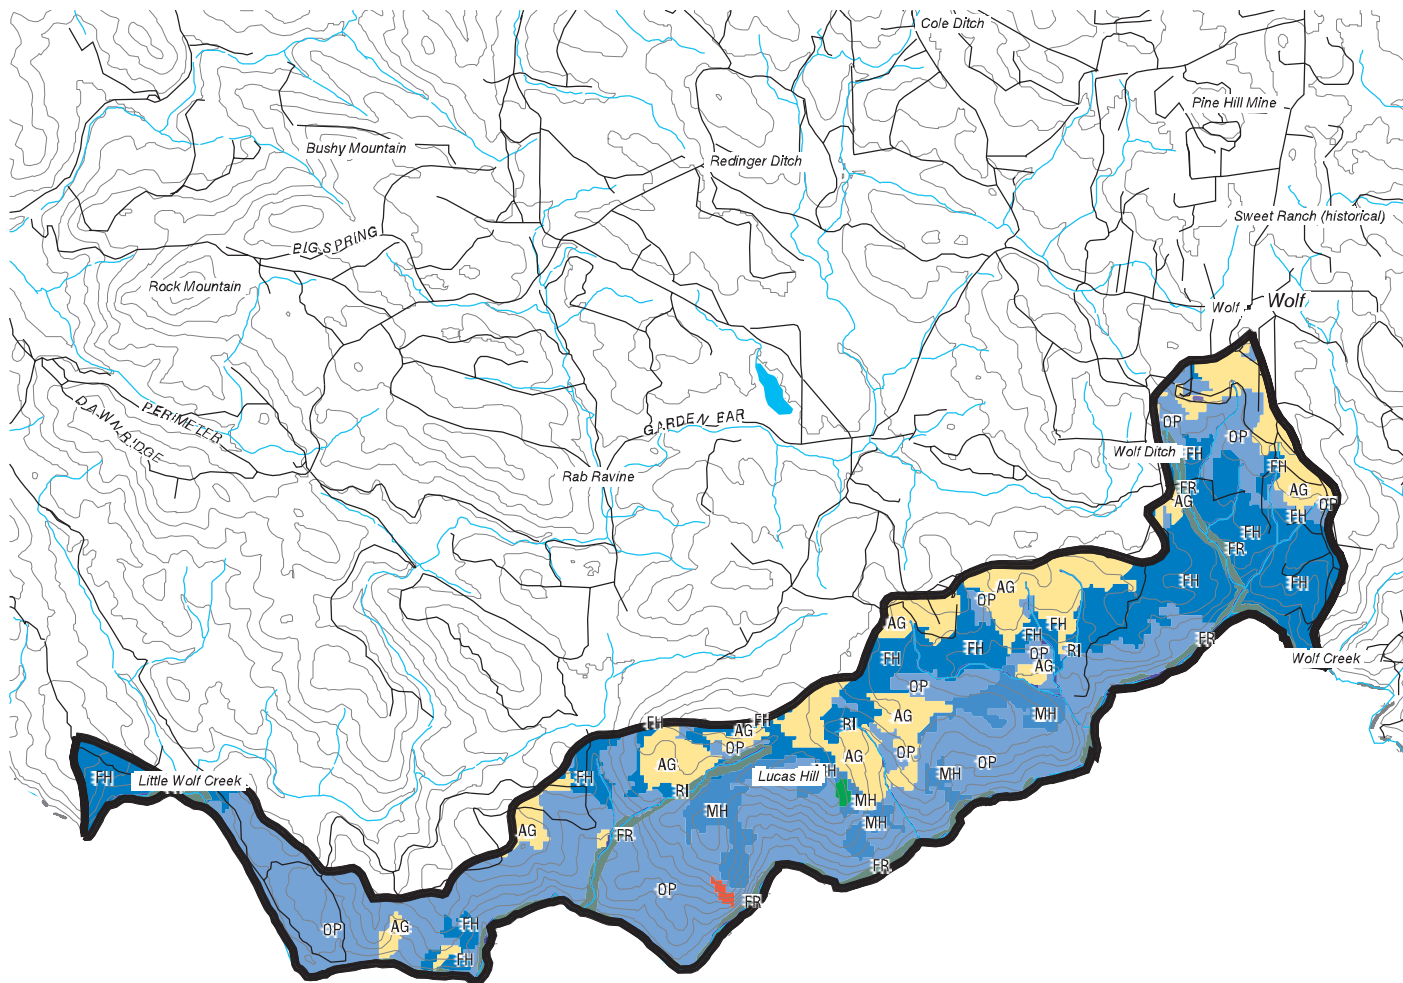 Cole Ditch
Pine Hill Mine
Bushy Mountain
Redinger Ditch
Sweet Ranch (historical)
BIG SPRING
Rock Mountain
Wolf
Wolf
PERIMETER
DAWN RIDGE
GARDEN BAR
OP
OP
Wolf Ditch
FH
FH
Rab Ravine
FR
AG
AG
OP
FH
FH
FR
FH
FH
AG
OP
AG
FH
FH
FR
FH
OP
RI
FH
AG
Wolf Creek
OP
MH
AG
FH
FH
RI
AG
OP
OP
AG
OP
AG
FH
Little Wolf Creek
FH
RI
Lucas Hill
MH
MH
MH
MH
MH
AG
FR
FR
OP
FR
OP
AG
FH
FH